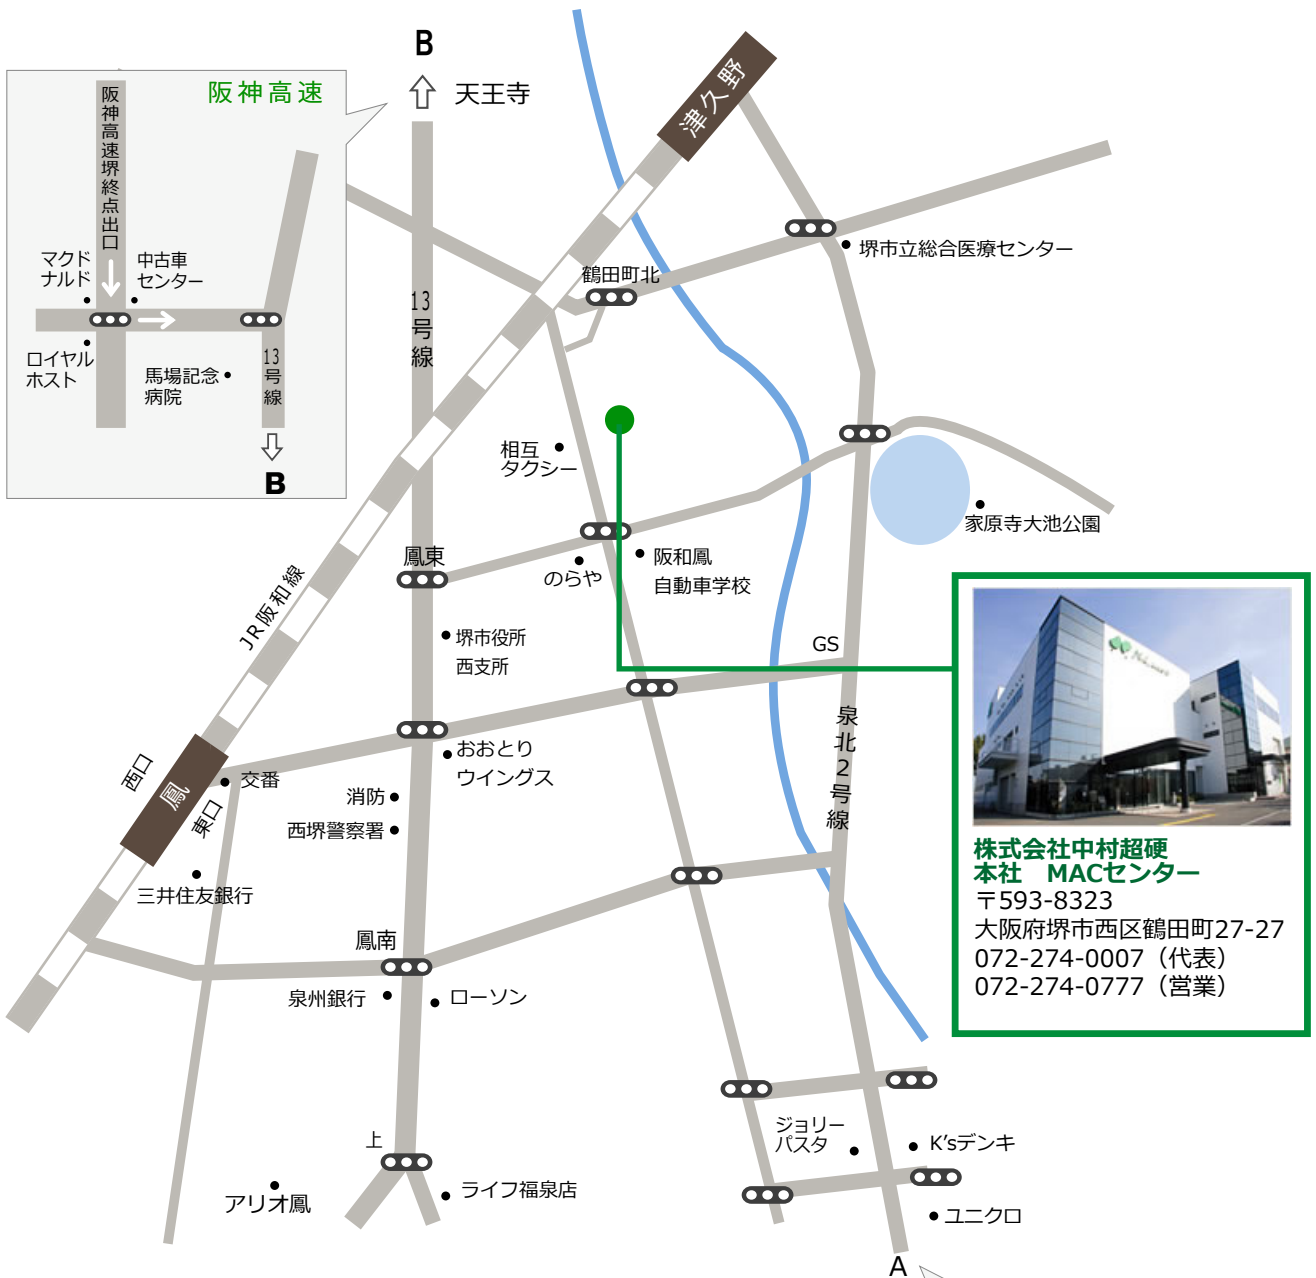 B
天王寺
阪神高速
阪神高速堺終点出口
マクド
ナルド
中古車
センター
ロイヤル
ホスト
馬場記念
病院
13号線
B
津久野
堺市立総合医療センター
鶴田町北
13号線
相互
タクシー
家原寺大池公園
鳳東
のらや
阪和鳳
自動車学校
JR阪和線
堺市役所
西支所
GS
泉北2号線
おおとり
ウイングス
西口
鳳
東口
交番
消防
西堺警察署
三井住友銀行
株式会社中村超硬
本社　MACセンター
〒593-8323
大阪府堺市西区鶴田町27-27
072-274-0007（代表）
072-274-0777（営業）
鳳南
泉州銀行
ローソン
ジョリー
パスタ
K'sデンキ
上
アリオ鳳
ライフ福泉店
ユニクロ
A